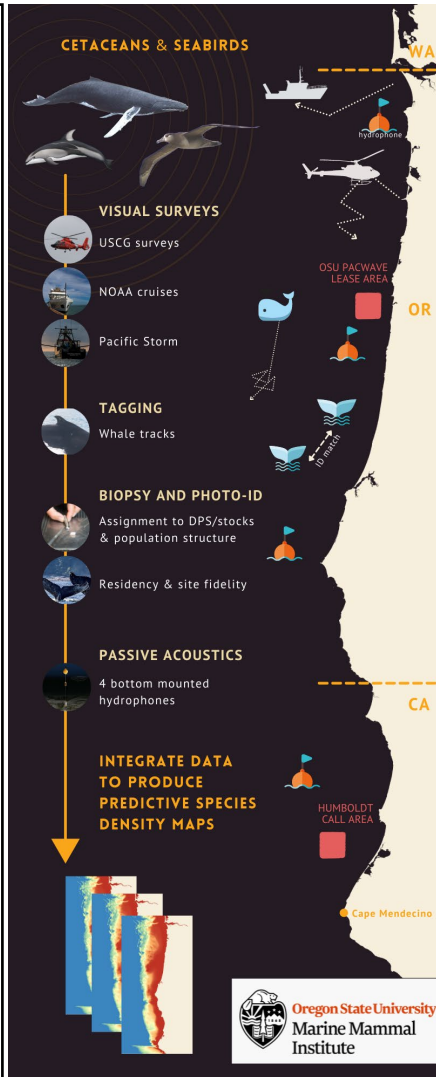 CETACEANS & SEABIRDS
WA
hydrophone
VISUAL SURVEYS
USCG surveys
NOAA cruises
Pacific Storm
OSU PACWAVE
LEASE AREA
OR
TAGGING
Whale tracks
ID match
BIOPSY AND PHOTO-ID
Assignment to DPS/stocks
& population structure
Residency & site fidelity
PASSIVE ACOUSTICS
4 bottom mounted
hydrophones
CA
INTEGRATE DATA
TO PRODUCE
PREDICTIVE SPECIES
DENSITY MAPS
HUMBOLDT
CALL AREA
Cape Mendecino
Oregon State University
Marine Mammal
Institute